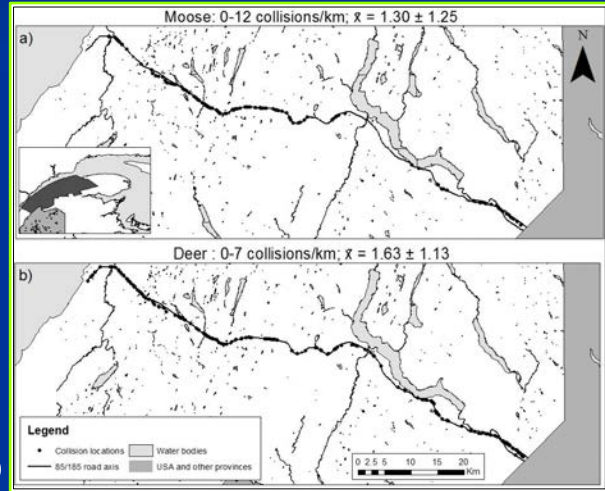 Moose: 0-12 collisions/km; x̄ = 1.30 ± 1.25
a)
N
Deer : 0-7 collisions/km; x̄ = 1.63 ± 1.13
b)
Legend
Collision locations
Water bodies
85/185 road axis
USA and other provinces
0 2.5 5 10 15 20
Km